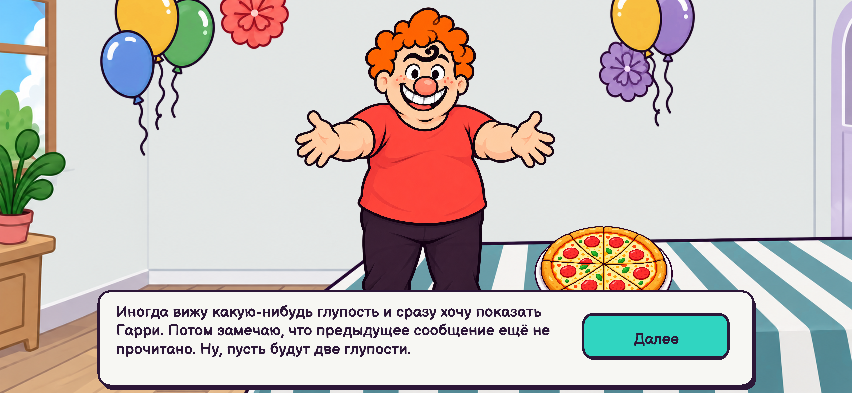 Иногда вижу какую-нибудь глупость и сразу хочу показать
Гарри. Потом замечаю, что предыдущее сообщение ещё не
прочитано. Ну, пусть будут две глупости.
Далее